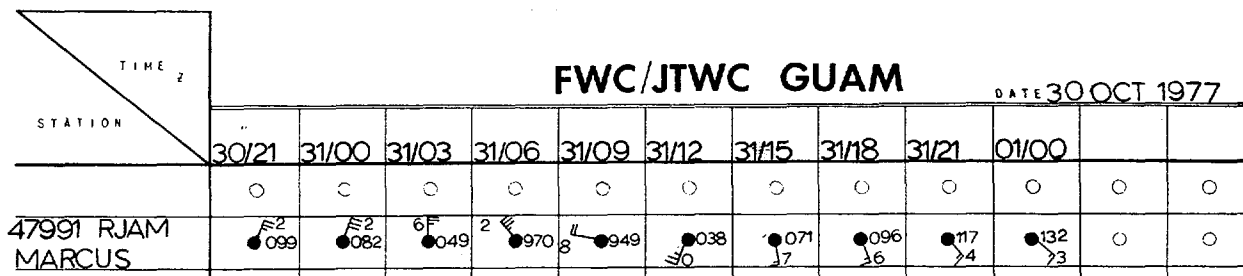 TIME Z
FWC/JTWC GUAM
DATE 30 OCT 1977
STATION
30/21 31/00 31/03 31/06 31/09 31/12 31/15 31/18 31/21 01/00
47991 RJAM 2 099 2 082 6 049 2 970 8 949 038 0 071 7 096 6 117 4 132 3
MARCUS